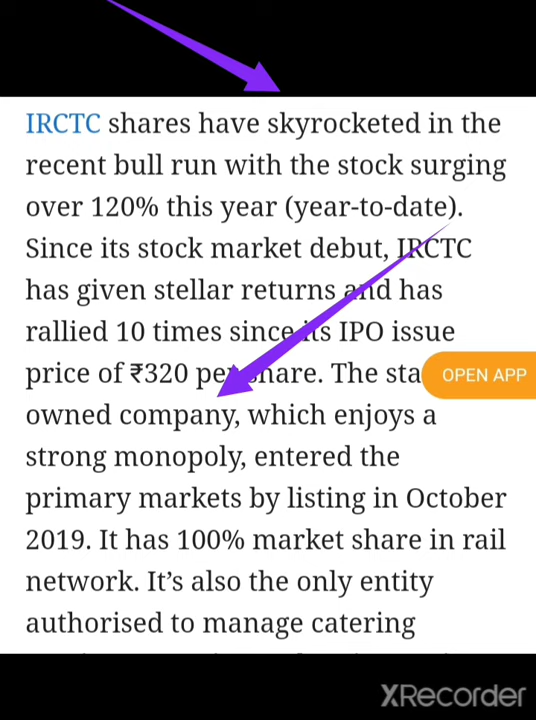 IRCTC shares have skyrocketed in the
recent bull run with the stock surging
over 120% this year (year-to-date).
Since its stock market debut, IRCTC
has given stellar returns and has
rallied 10 times since its IPO issue
price of ₹320 per share. The sta
OPEN APP
owned company, which enjoys a
strong monopoly, entered the
primary markets by listing in October
2019. It has 100% market share in rail
network. It’s also the only entity
authorised to manage catering
XRecorder